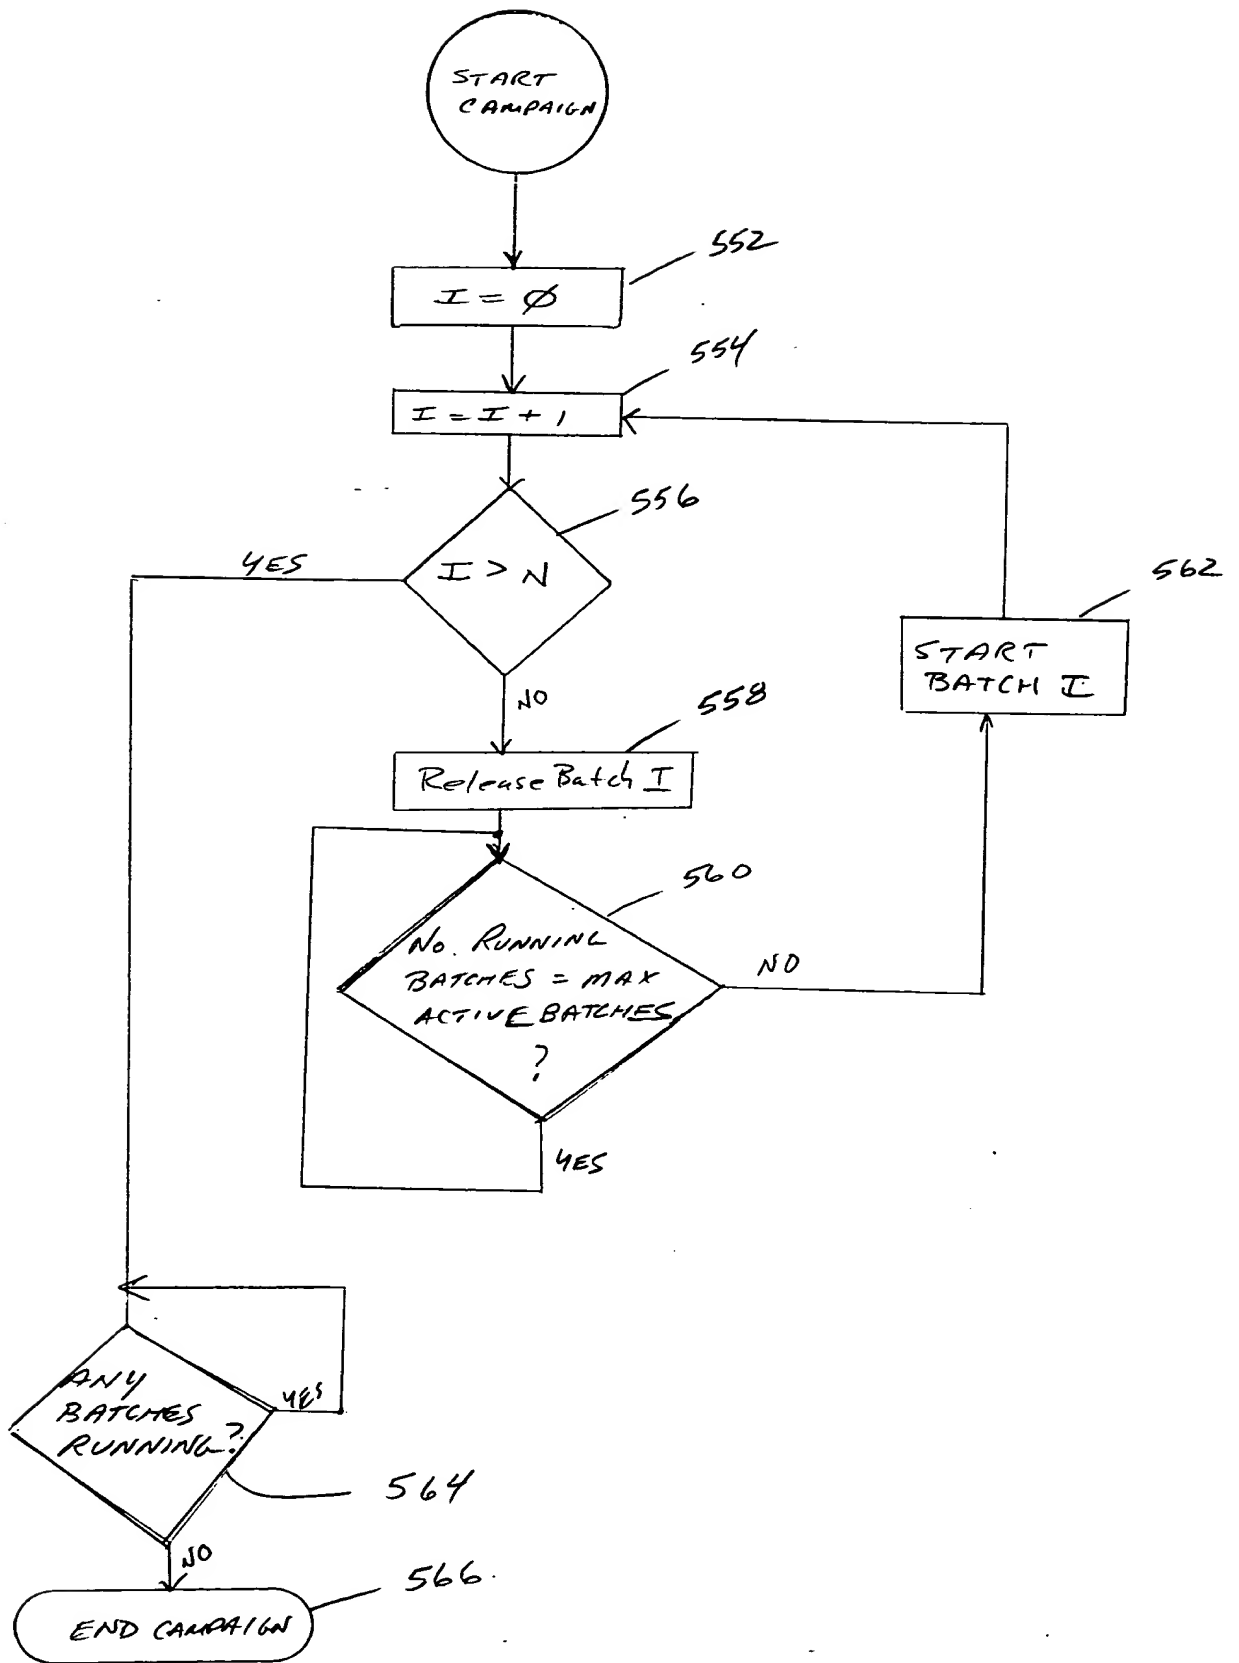 START
CAMPAIGN
552
I = Ø
554
I = I + 1
556
I > N
YES
NO
562
START
BATCH I
558
Release Batch I
560
No. RUNNING
BATCHES = MAX
ACTIVE BATCHES
?
NO
YES
ANY
BATCHES
RUNNING?
YES
564
NO
566.
END CAMPAIGN